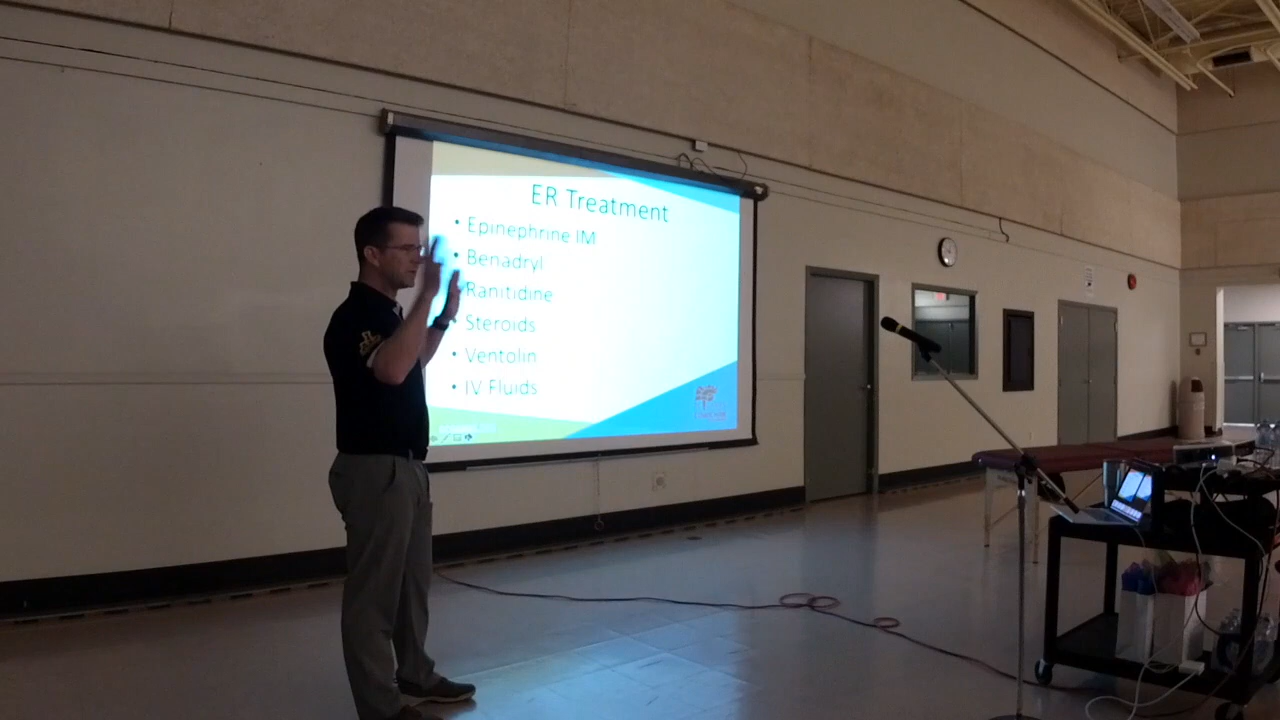 ER Treatment
• Epinephrine IM
• Benadryl
• Ranitidine
• Steroids
• Ventolin
• IV Fluids